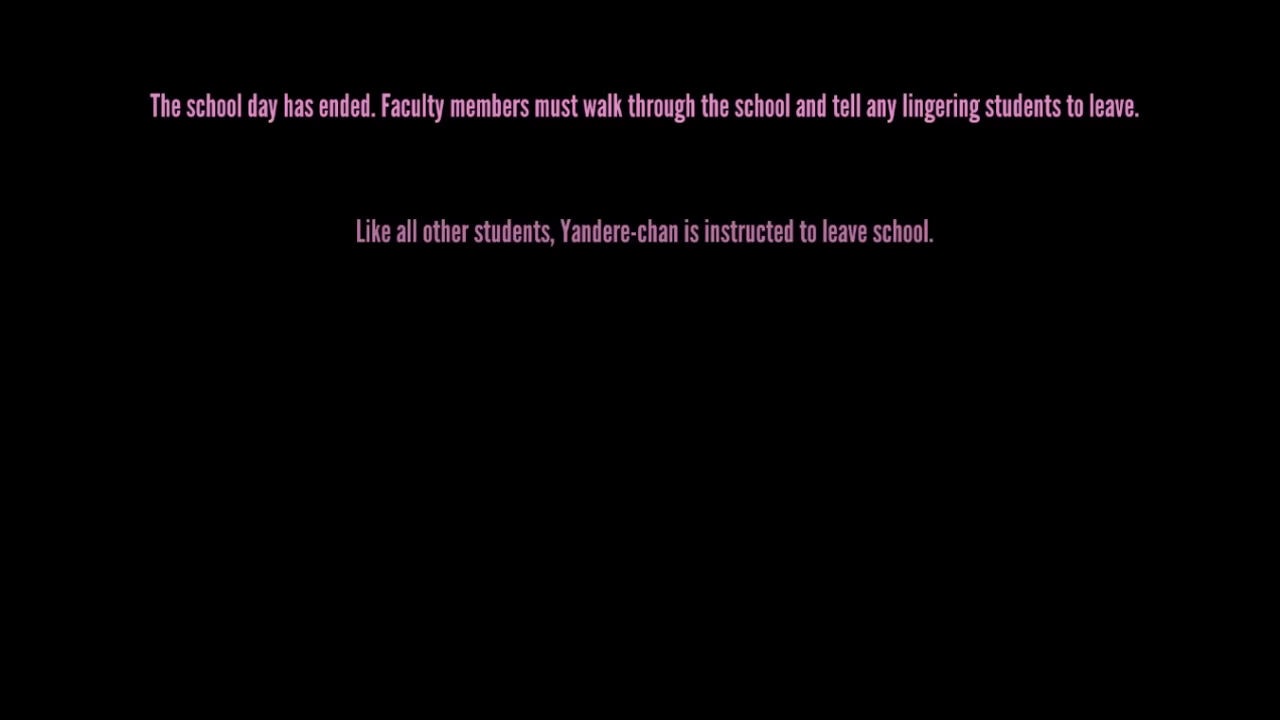 The school day has ended. Faculty members must walk through the school and tell any lingering students to leave.
Like all other students, Yandere-chan is instructed to leave school.